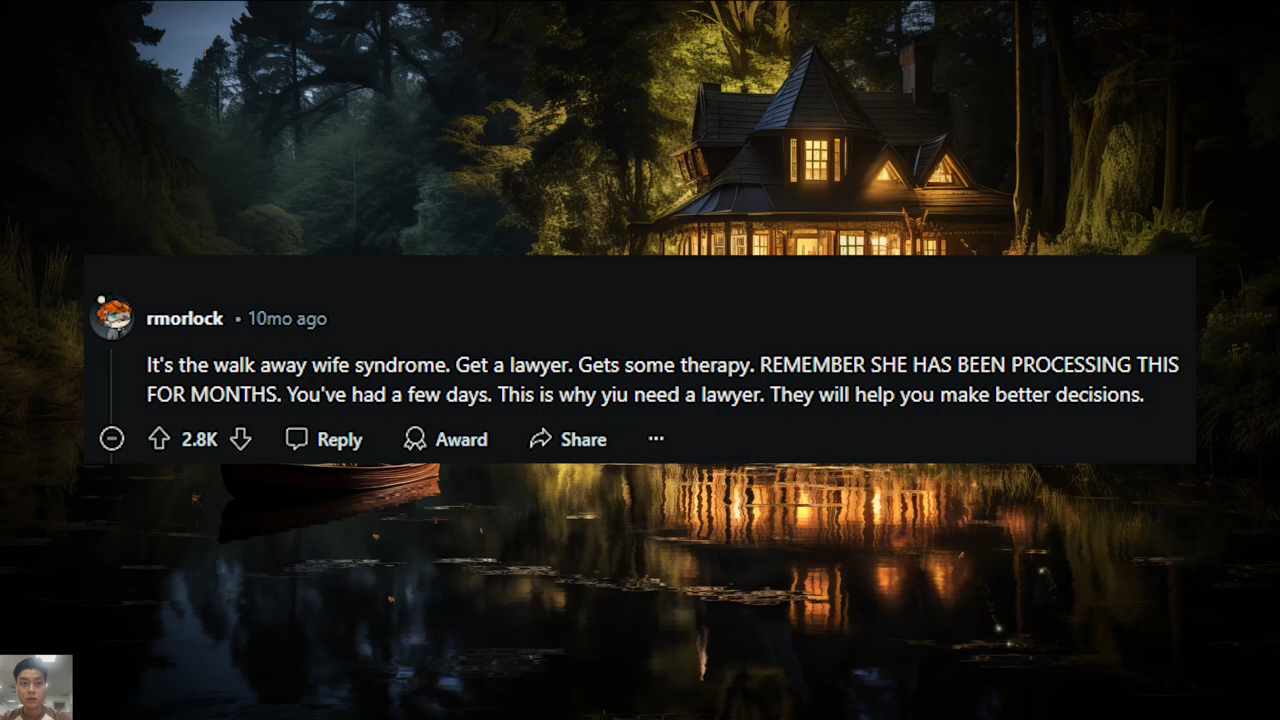 rmorlock • 10mo ago
It's the walk away wife syndrome. Get a lawyer. Gets some therapy. REMEMBER SHE HAS BEEN PROCESSING THIS
FOR MONTHS. You've had a few days. This is why yiu need a lawyer. They will help you make better decisions.
2.8K Reply Award Share ...